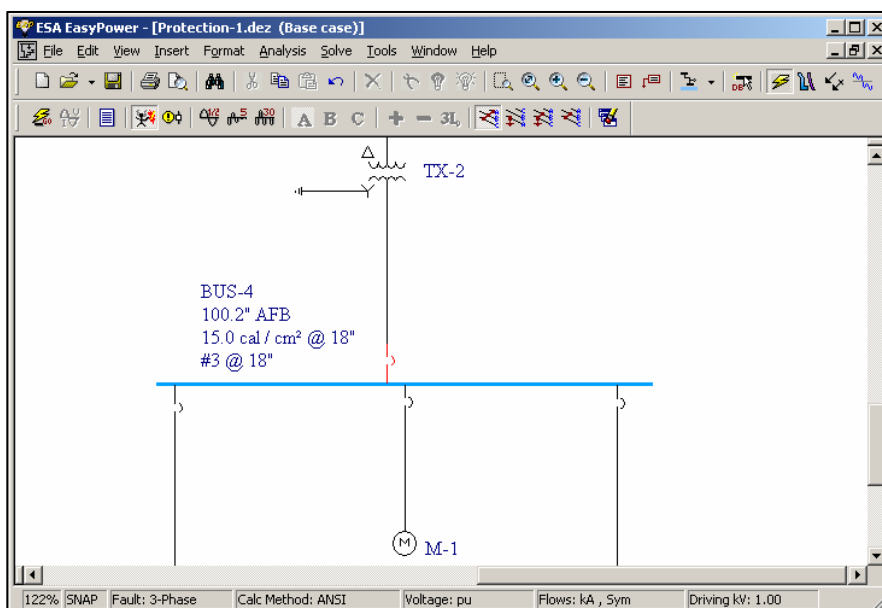 ESA EasyPower - [Protection-1.dez (Base case)]
File Edit View Insert Format Analysis Solve Tools Window Help
A B C 3L
TX-2
BUS-4
100.2" AFB
15.0 cal / cm² @ 18"
#3 @ 18"
M M-1
122% SNAP Fault: 3-Phase Calc Method: ANSI Voltage: pu Flows: kA , Sym Driving kV: 1.00